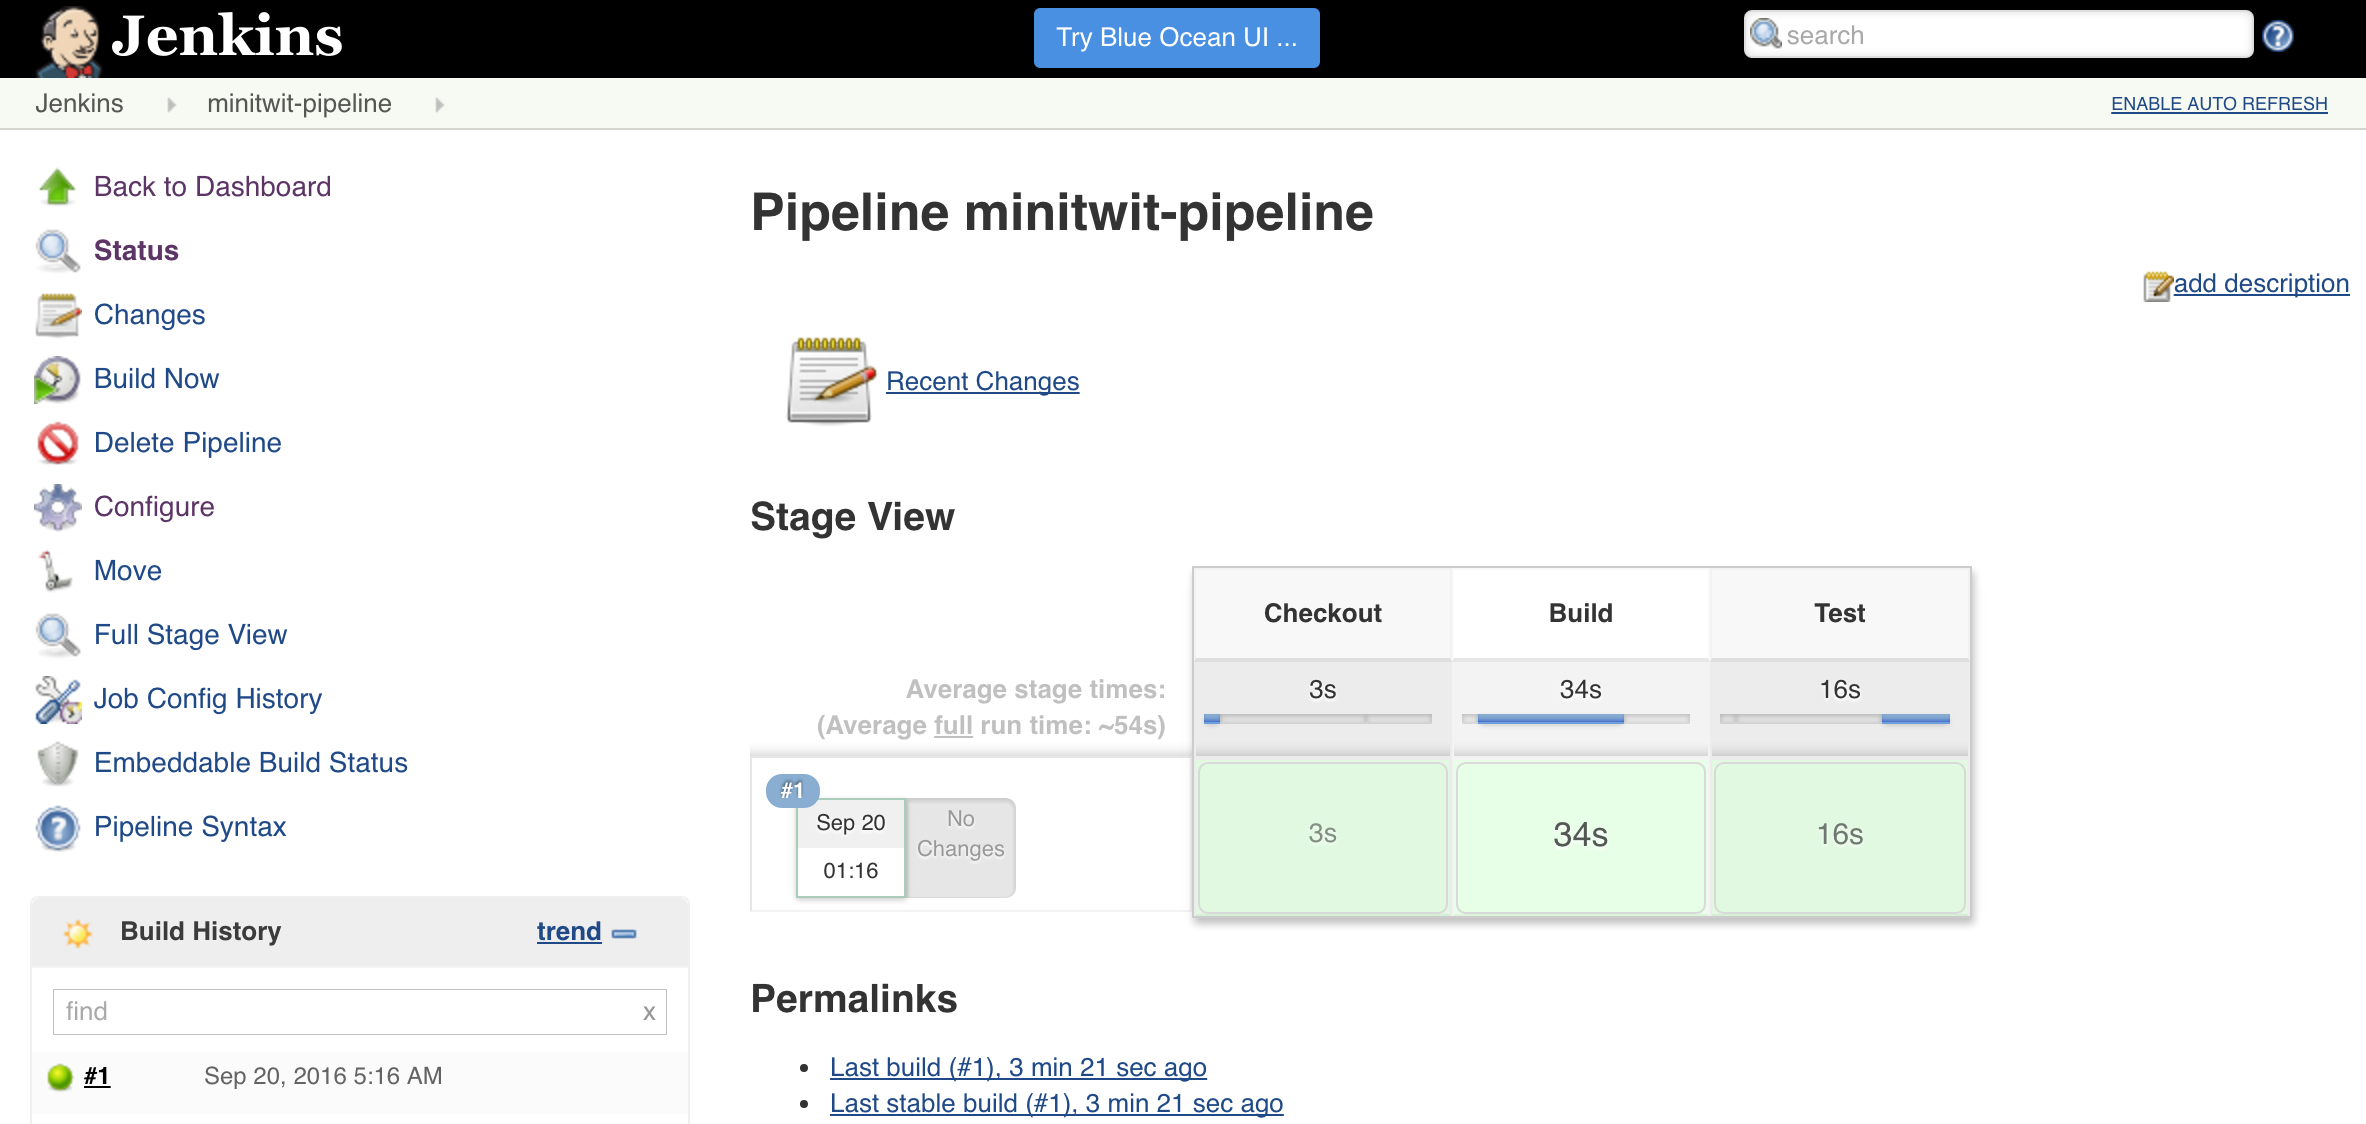 Jenkins
Try Blue Ocean UI ...
search
Jenkins
minitwit-pipeline
ENABLE AUTO REFRESH
Back to Dashboard
Status
Changes
Build Now
Delete Pipeline
Configure
Move
Full Stage View
Job Config History
Embeddable Build Status
Pipeline Syntax
Build History
trend
find
x
#1
Sep 20, 2016 5:16 AM
Pipeline minitwit-pipeline
add description
Recent Changes
Stage View
Checkout
Build
Test
Average stage times:
(Average full run time: ~54s)
3s
34s
16s
#1
Sep 20
01:16
No
Changes
3s
34s
16s
Permalinks
Last build (#1), 3 min 21 sec ago
Last stable build (#1), 3 min 21 sec ago